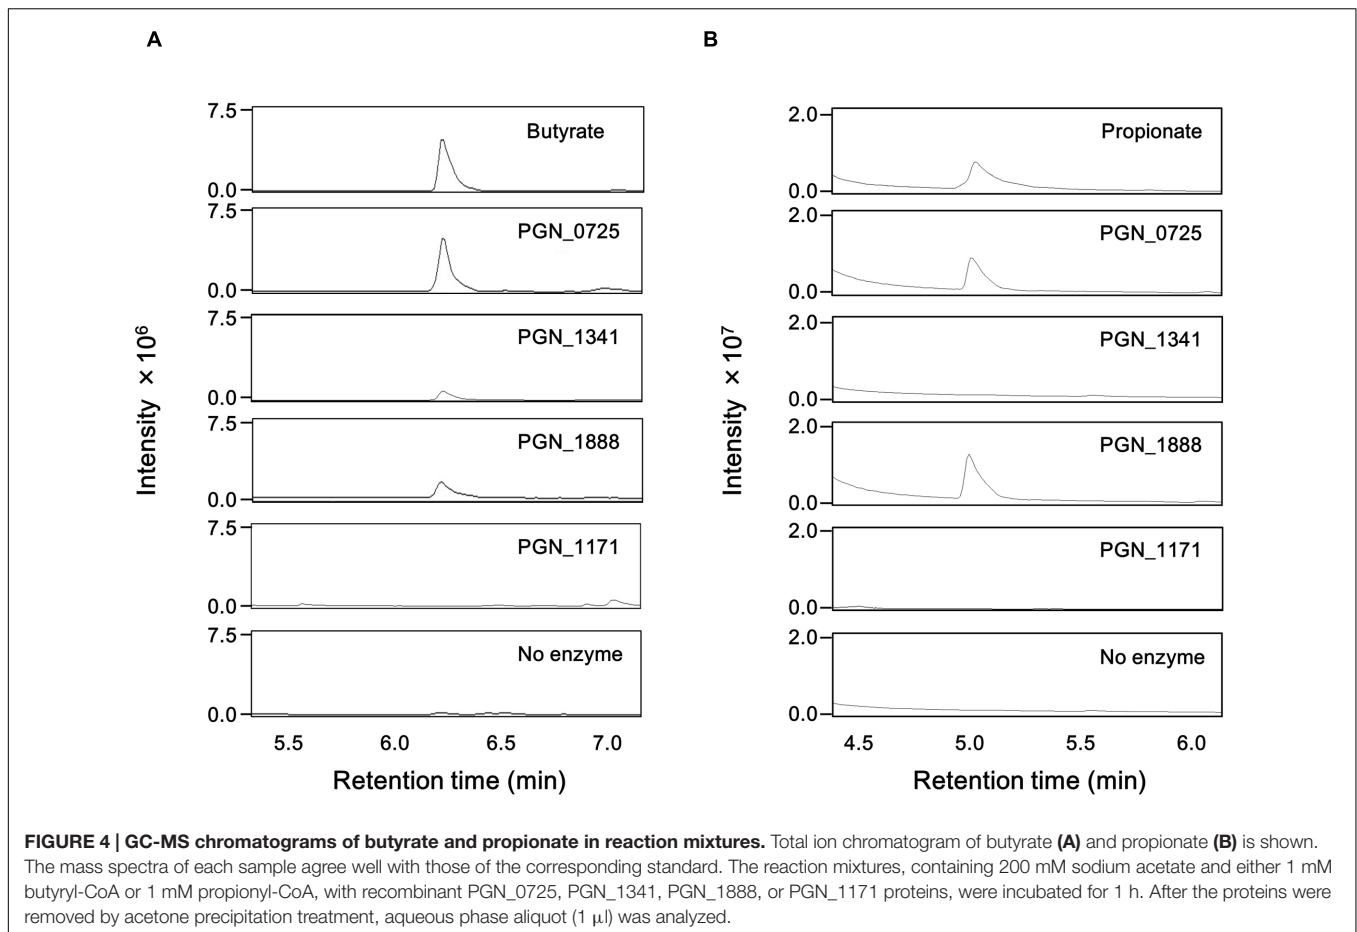 A
B
7.5
Butyrate
0.0
7.5
PGN_0725
0.0
7.5
PGN_1341
0.0
7.5
PGN_1888
0.0
7.5
PGN_1171
0.0
7.5
No enzyme
0.0
Intensity ×10⁶
5.5 6.0 6.5 7.0
Retention time (min)
2.0
Propionate
0.0
2.0
PGN_0725
0.0
2.0
PGN_1341
0.0
2.0
PGN_1888
0.0
2.0
PGN_1171
0.0
2.0
No enzyme
0.0
Intensity ×10⁷
4.5 5.0 5.5 6.0
Retention time (min)
FIGURE 4 | GC-MS chromatograms of butyrate and propionate in reaction mixtures. Total ion chromatogram of butyrate (A) and propionate (B) is shown.
The mass spectra of each sample agree well with those of the corresponding standard. The reaction mixtures, containing 200 mM sodium acetate and either 1 mM
butyryl-CoA or 1 mM propionyl-CoA, with recombinant PGN_0725, PGN_1341, PGN_1888, or PGN_1171 proteins, were incubated for 1 h. After the proteins were
removed by acetone precipitation treatment, aqueous phase aliquot (1 μl) was analyzed.